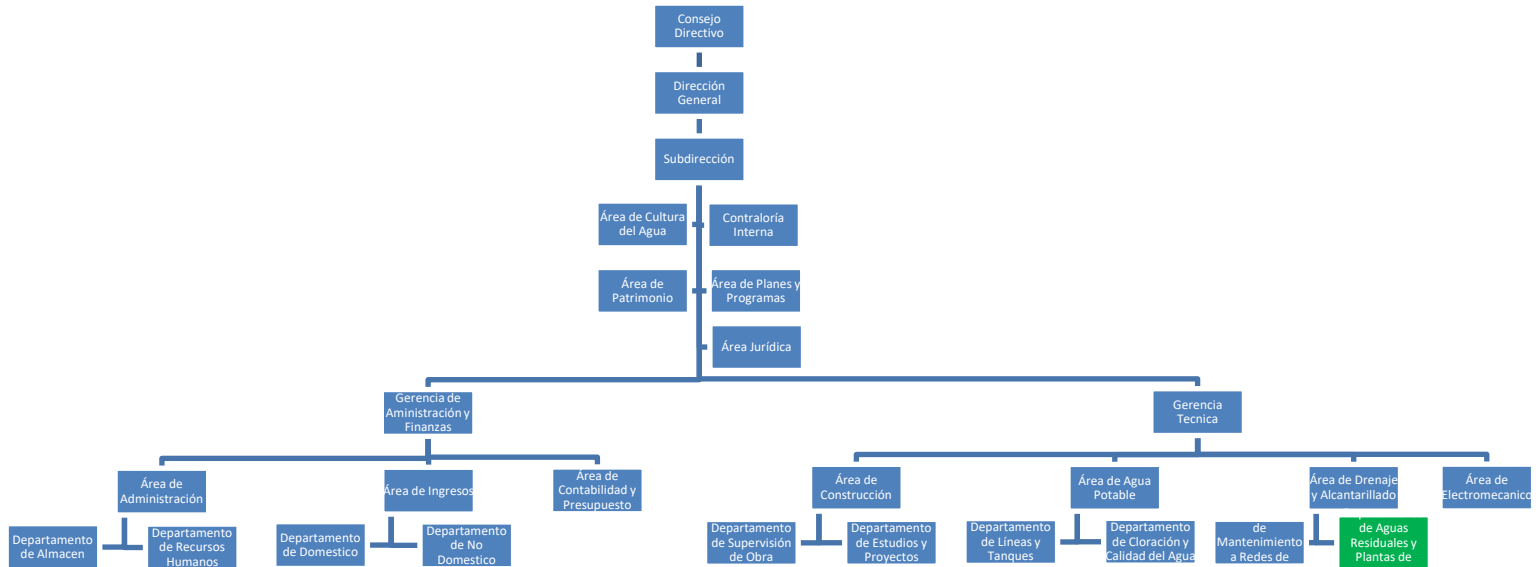 Consejo
Directivo
Dirección
General
Subdirección
Área de Cultura
del Agua
Contraloría
Interna
Área de
Patrimonio
Área de Planes y
Programas
Área Jurídica
Gerencia de
Aministración y
Finanzas
Gerencia
Tecnica
Área de
Administración
Área de Ingresos
Área de
Contabilidad y
Presupuesto
Área de
Construcción
Área de Agua
Potable
Área de Drenaje
y Alcantarillado
Área de
Electromecanico
Departamento
de Almacen
Departamento
de Recursos
Humanos
Departamento
de Domestico
Departamento
de No
Domestico
Departamento
de Supervisión
de Obra
Departamento
de Estudios y
Proyectos
Departamento
de Líneas y
Tanques
Departamento
de Cloración y
Calidad del Agua
de
Mantenimiento
a Redes de
de Aguas
Residuales y
Plantas de